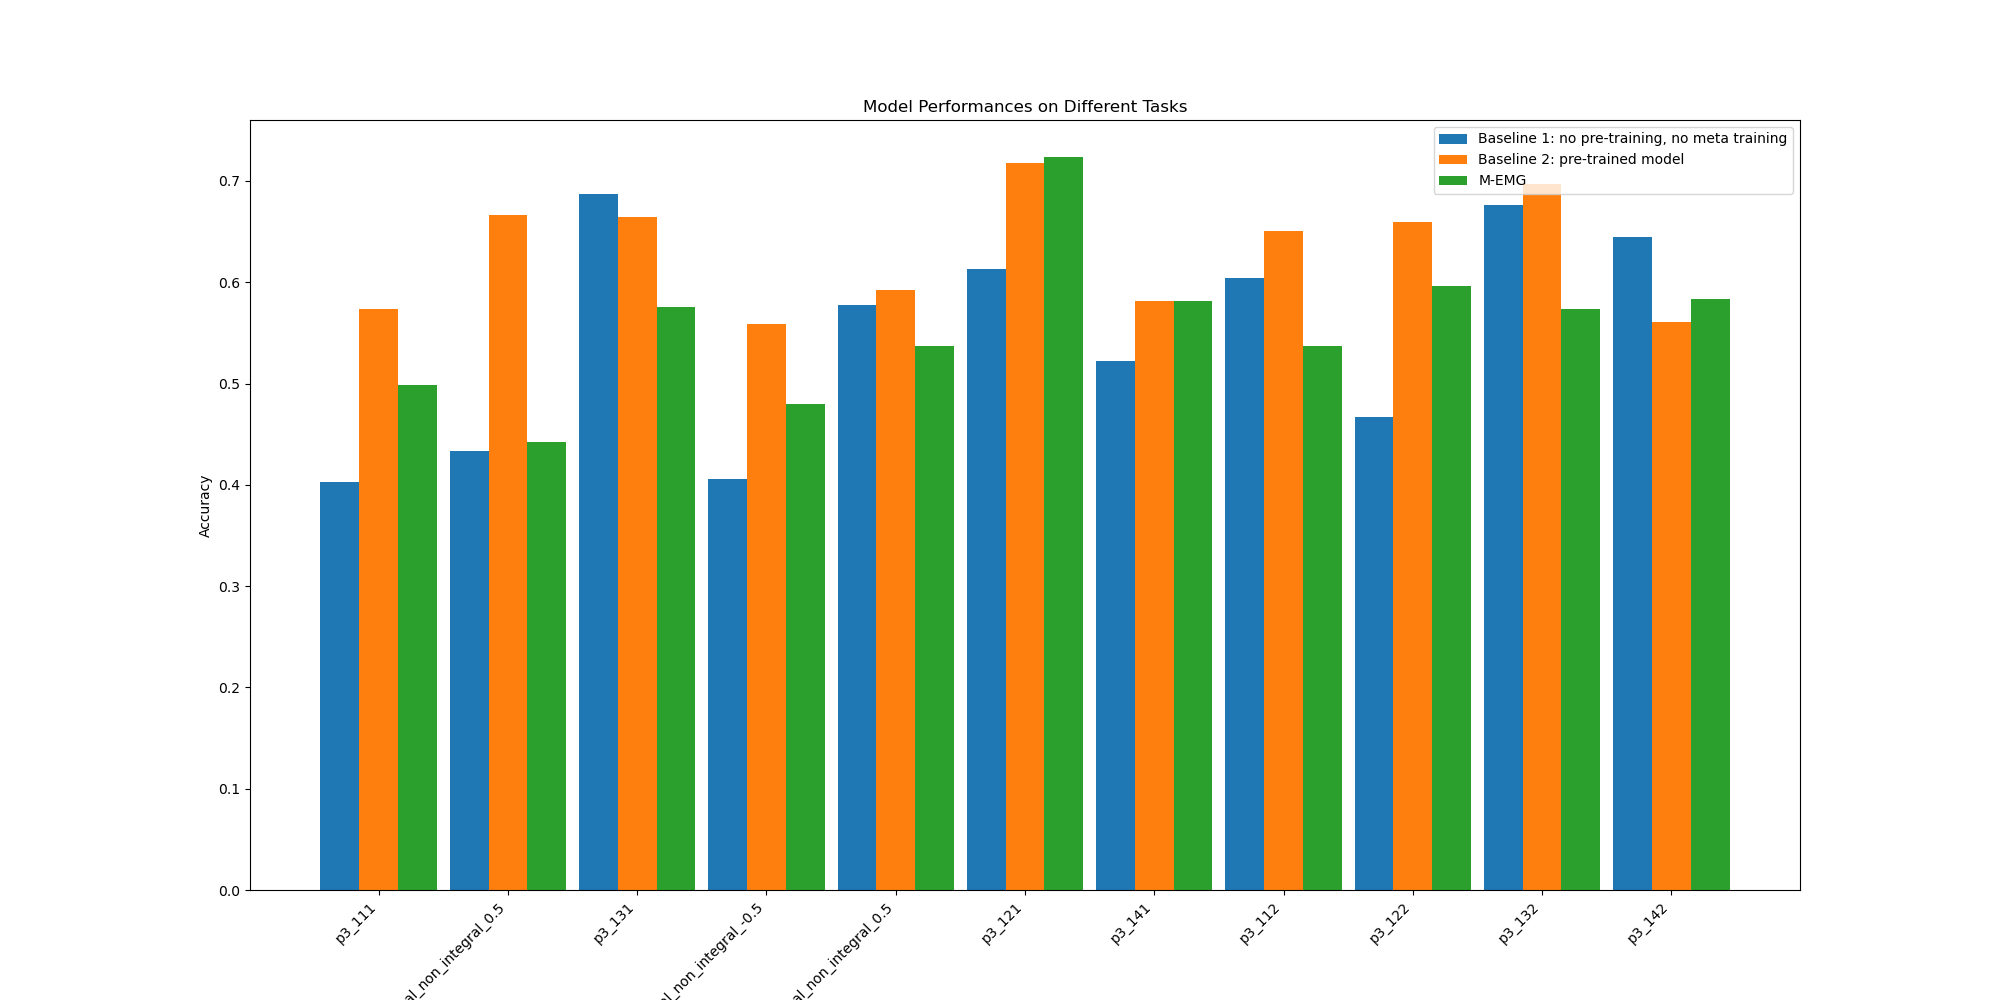 Model Performances on Different Tasks
Baseline 1: no pre-training, no meta training
Baseline 2: pre-trained model
M-EMG
Accuracy
0.7
0.6
0.5
0.4
0.3
0.2
0.1
0.0
p3_111
al_non_integral_0.5
p3_131
al_non_integral_-0.5
al_non_integral_0.5
p3_121
p3_141
p3_112
p3_122
p3_132
p3_142